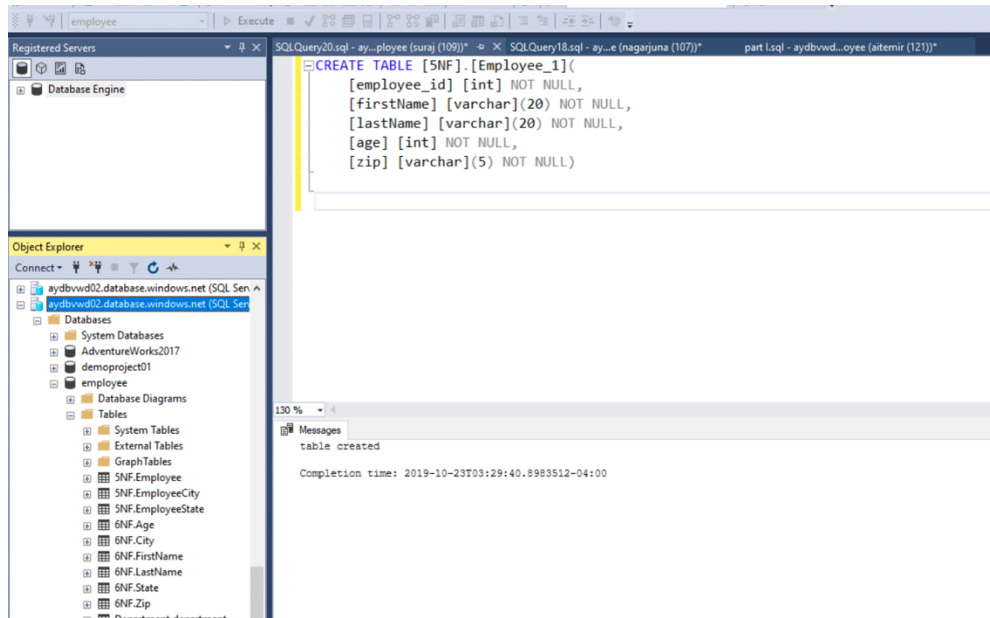 employee
Execute
Registered Servers
Database Engine
SQLQuery20.sql - ay...ployee (suraj (109))*
SQLQuery18.sql - ay...e (nagarjuna (107))*
part I.sql - aydbvwd...oyee (aitemir (121))*
CREATE TABLE [5NF].[Employee_1](
[employee_id] [int] NOT NULL,
[firstName] [varchar](20) NOT NULL,
[lastName] [varchar](20) NOT NULL,
[age] [int] NOT NULL,
[zip] [varchar](5) NOT NULL)
Object Explorer
Connect
aydbvwd02.database.windows.net (SQL Serv
aydbvwd02.database.windows.net (SQL Serv
Databases
System Databases
AdventureWorks2017
demoproject01
employee
Database Diagrams
Tables
System Tables
External Tables
GraphTables
5NF.Employee
5NF.EmployeeCity
5NF.EmployeeState
6NF.Age
6NF.City
6NF.FirstName
6NF.LastName
6NF.State
6NF.Zip
130 %
Messages
table created
Completion time: 2019-10-23T03:29:40.8983512-04:00